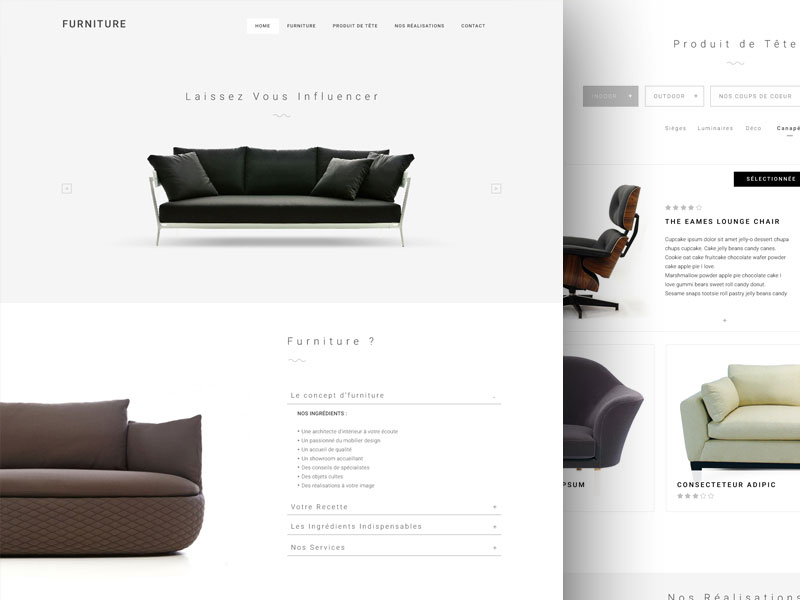 FURNITURE
HOME
FURNITURE
PRODUIT DE TÊTE
NOS RÉALISATIONS
CONTACT
Laissez Vous Influencer
Furniture ?
Le concept d'furniture
NOS INGRÉDIENTS :
• Une architecte d'intérieur à votre écoute
• Un passionné du mobilier design
• Un accueil de qualité
• Un showroom accueillant
• Des conseils de spécialistes
• Des objets cultes
• Des réalisations à votre image
Votre Recette +
Les Ingrédients Indispensables +
Nos Services +
Produit de Tête
INDOOR
OUTDOOR
NOS COUPS DE COEUR
Sièges
Luminaires
Déco
Canapé
SÉLECTIONNÉE
THE EAMES LOUNGE CHAIR
Cupcake ipsum dolor sit amet jelly-o dessert chupa
chups cupcake. Cake jelly beans candy canes.
Cookie oat cake fruitcake chocolate wafer powder
cake apple pie I love.
Marshmallow powder apple pie chocolate cake I
love gummi bears sweet roll candy donut.
Sesame snaps tootsie roll pastry jelly beans candy
PSUM
CONSECTETEUR ADIPIC
Nos Réalisations